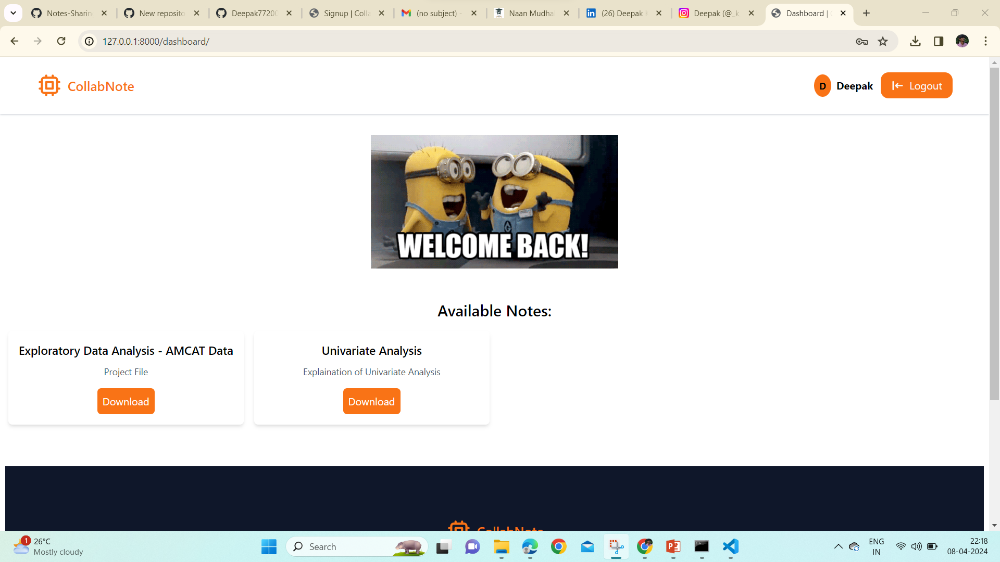 Notes-Sharin
New reposito
Deepak7720
Signup | Colla
(no subject) -
Naan Mudha
(26) Deepak
Deepak (@_k
Dashboard |
127.0.0.1:8000/dashboard/
CollabNote
D Deepak
Logout
WELCOME BACK!
Available Notes:
Exploratory Data Analysis - AMCAT Data
Project File
Download
Univariate Analysis
Explaination of Univariate Analysis
Download
CollabNote
1
26°C
Mostly cloudy
Search
ENG
IN
22:18
08-04-2024